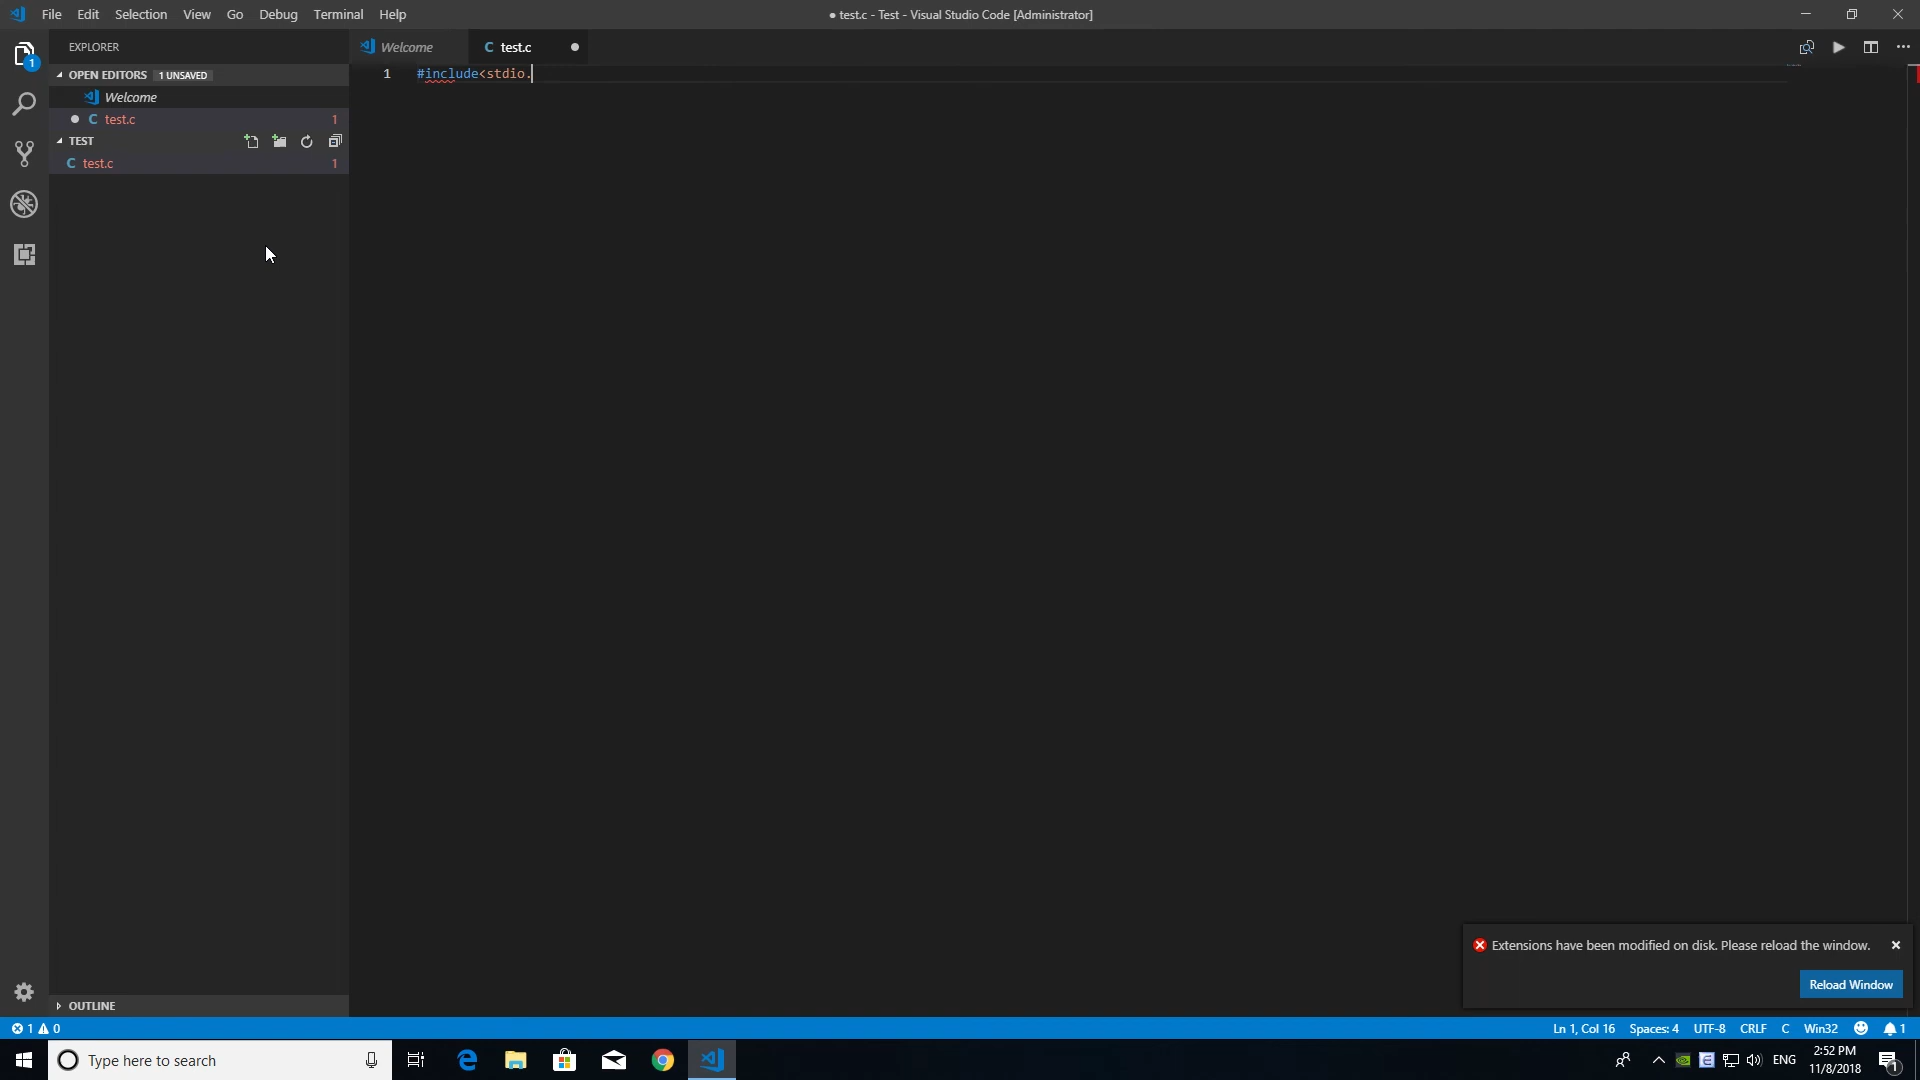 File Edit Selection View Go Debug Terminal Help
● test.c - Test - Visual Studio Code [Administrator]
EXPLORER
1
OPEN EDITORS 1 UNSAVED
Welcome
C test.c 1
TEST
C test.c 1
OUTLINE
Welcome
C test.c
1 #include<stdio.
Extensions have been modified on disk. Please reload the window.
Reload Window
1 0
Ln 1, Col 16 Spaces: 4 UTF-8 CRLF C Win32 1
Type here to search
ENG
2:52 PM
11/8/2018
1